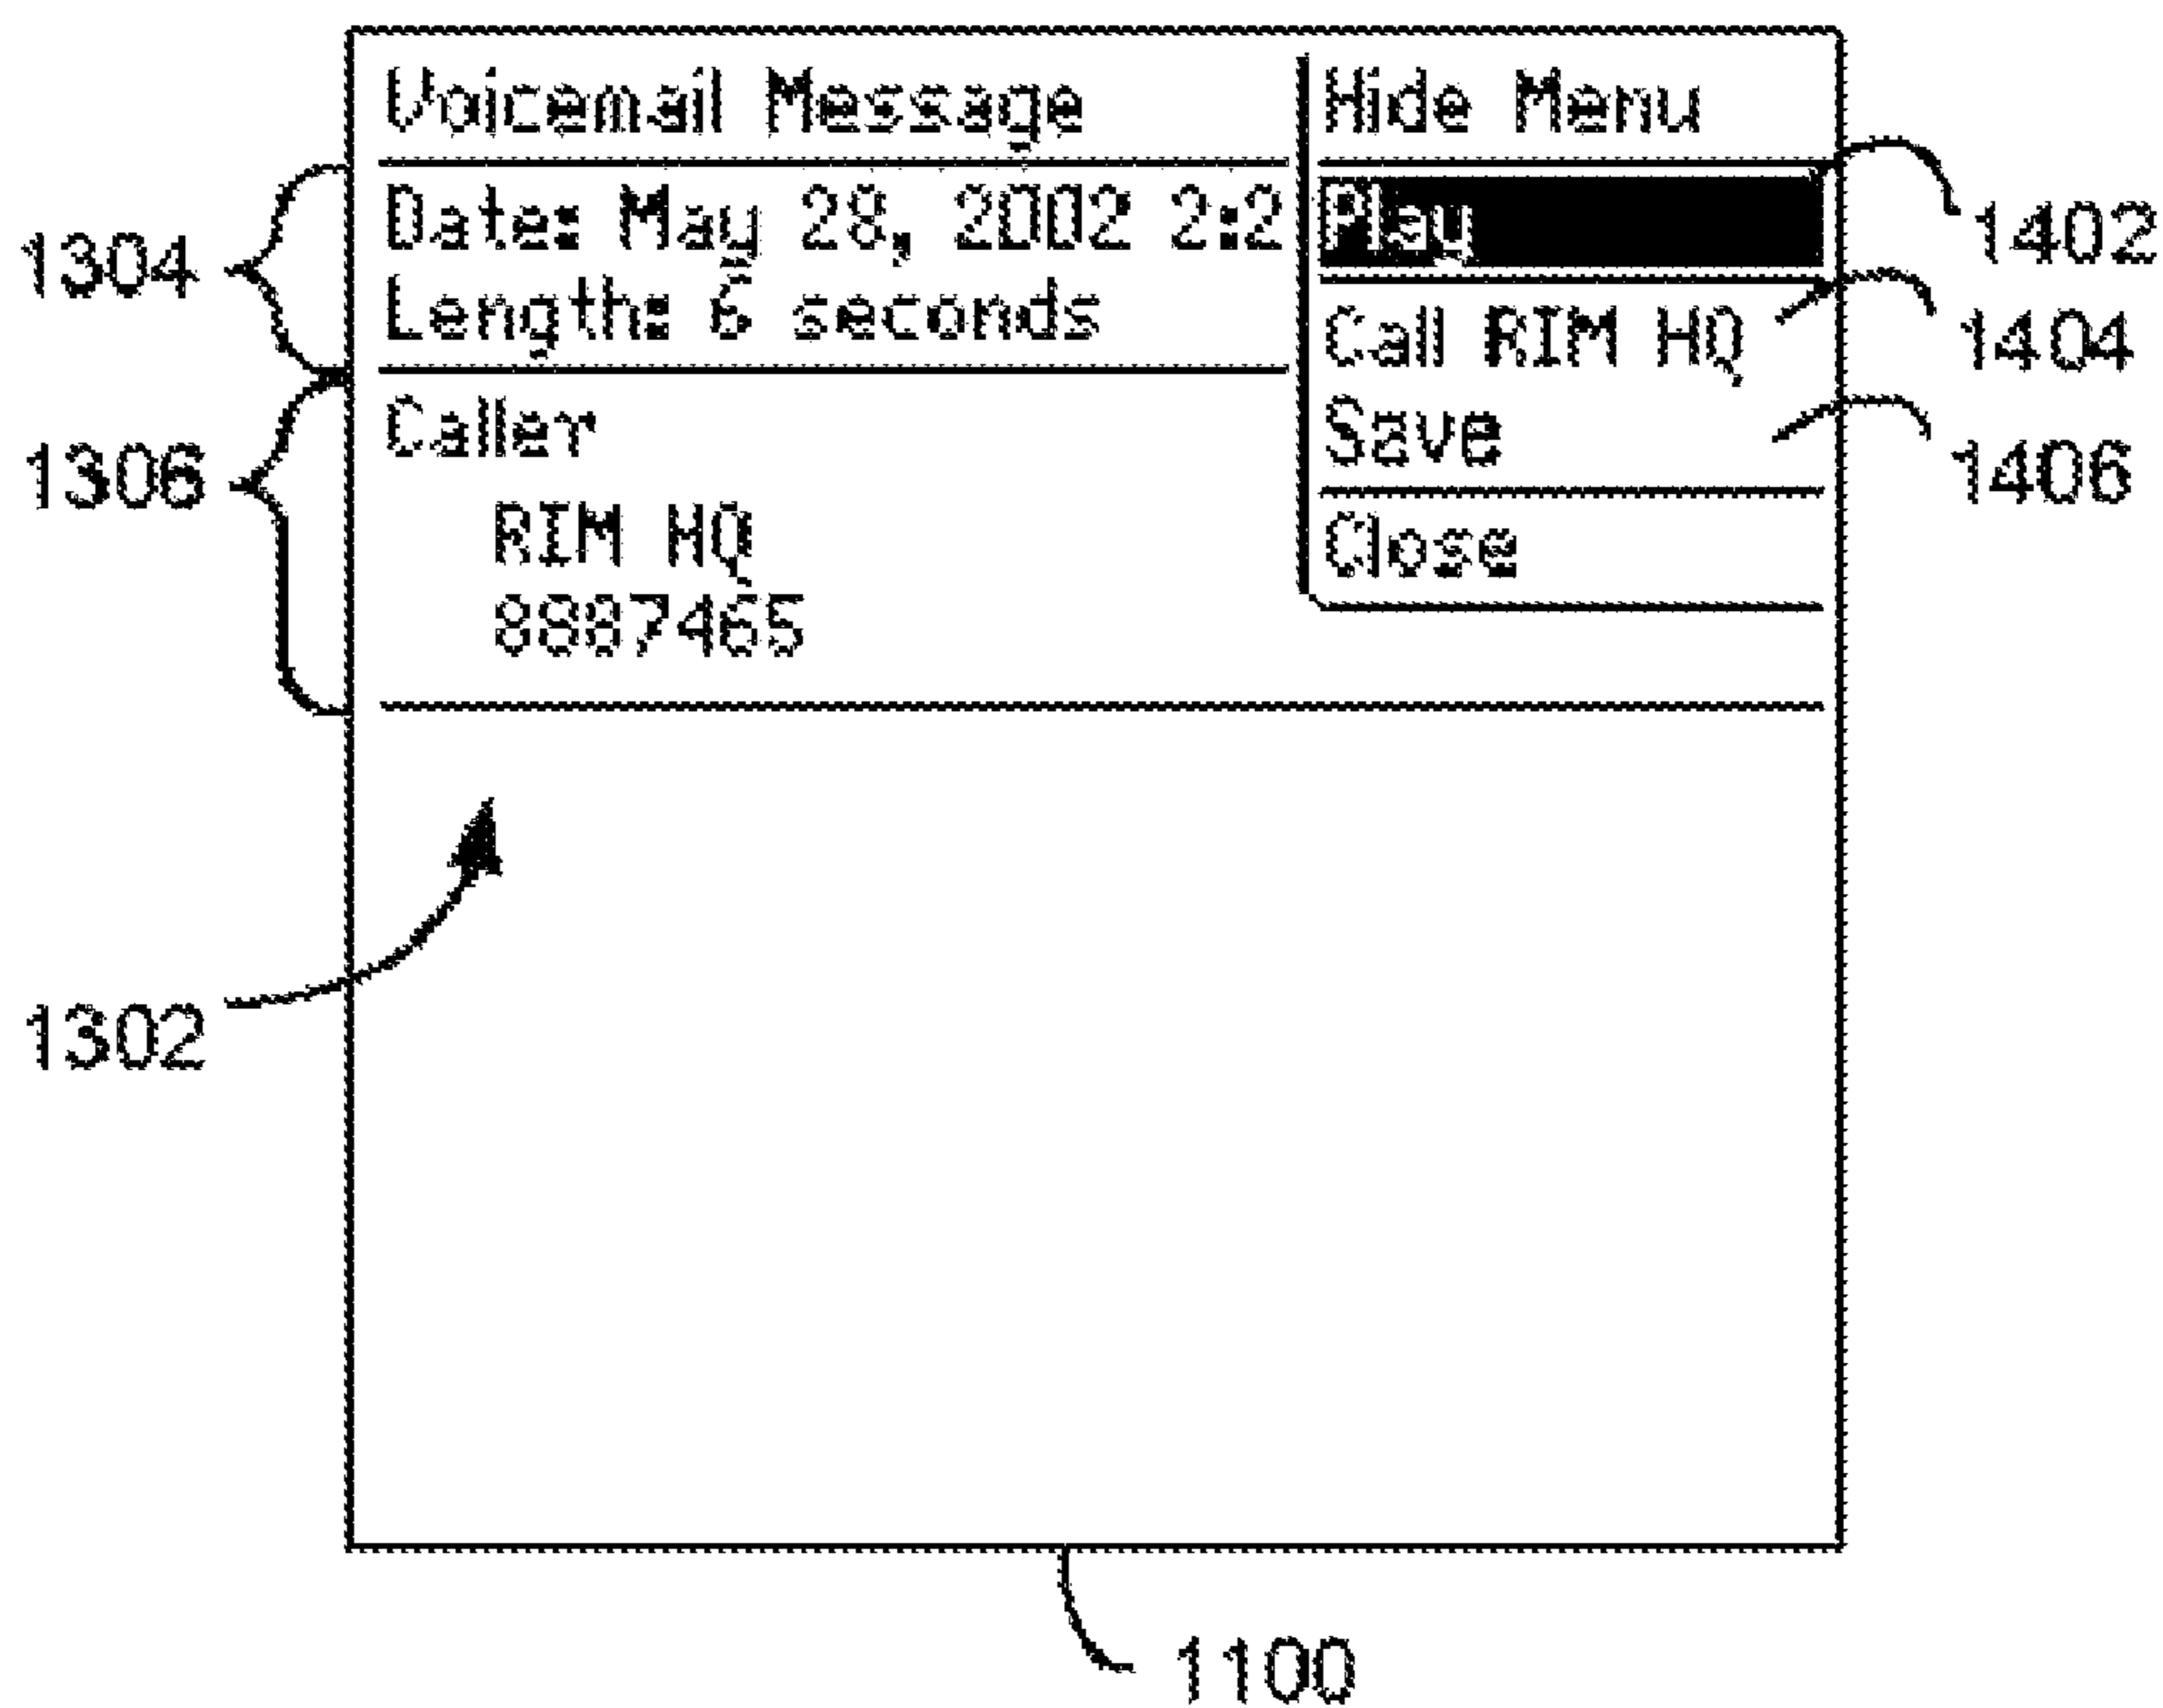 Voicemail Message
Hide Menu
Date: May 28, 2002 2:2
Play
Length: 6 seconds
Call RIM HQ
Caller
Save
RIM HQ
Close
8887465
1304
1306
1302
1402
1404
1406
1100